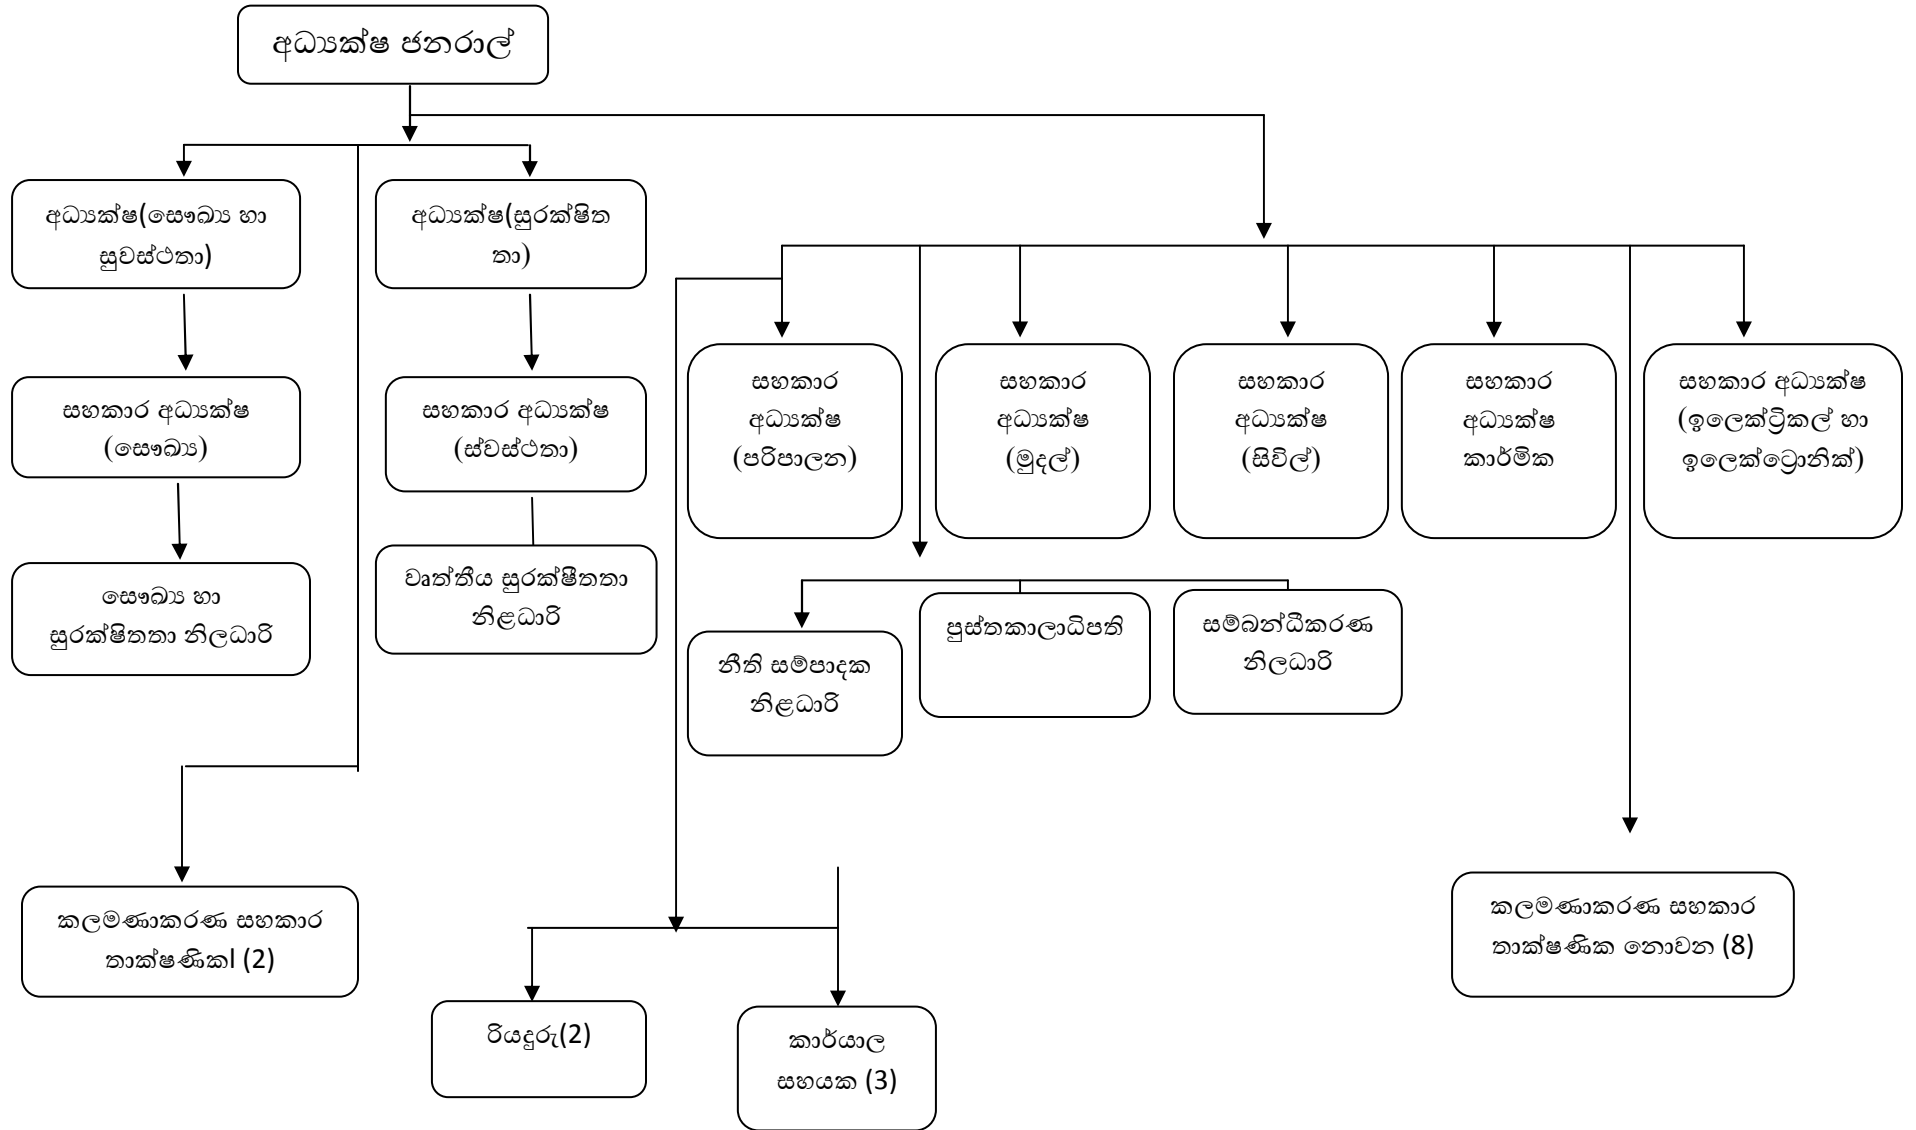 අධ්‍යක්ෂ ජනරාල්
අධ්‍යක්ෂ(සෞඛ්‍ය හා
සුවස්ථතා)
අධ්‍යක්ෂ(සුරක්ෂිත
තා)
සහකාර
අධ්‍යක්ෂ
(පරිපාලන)
සහකාර
අධ්‍යක්ෂ
(මුදල්)
සහකාර
අධ්‍යක්ෂ
(සිවිල්)
සහකාර
අධ්‍යක්ෂ
කාර්මික
සහකාර අධ්‍යක්ෂ
(ඉලෙක්ට්‍රිකල් හා
ඉලෙක්ට්‍රොනික්)
සහකාර අධ්‍යක්ෂ
(සෞඛ්‍ය)
සහකාර අධ්‍යක්ෂ
(ස්වස්ථතා)
සෞඛ්‍ය හා
සුරක්ෂිතතා නිලධාරි
වෘත්තීය සුරක්ෂීතතා
නිළධාරි
නීති සම්පාදක
නිළධාරි
පුස්තකාලාධිපති
සම්බන්ධීකරණ
නිලධාරි
කලමණාකරණ සහකාර
තාක්ෂණිකl (2)
රියදුරු(2)
කාර්යාල
සහයක (3)
කලමණාකරණ සහකාර
තාක්ෂණික නොවන (8)